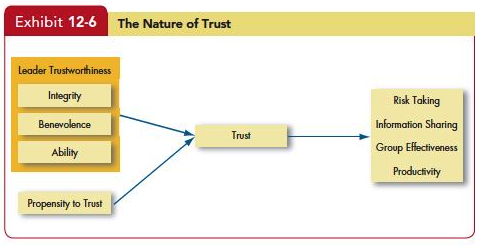 Exhibit 12-6 The Nature of Trust
Leader Trustworthiness
Integrity
Benevolence
Ability
Propensity to Trust
Trust
Risk Taking
Information Sharing
Group Effectiveness
Productivity